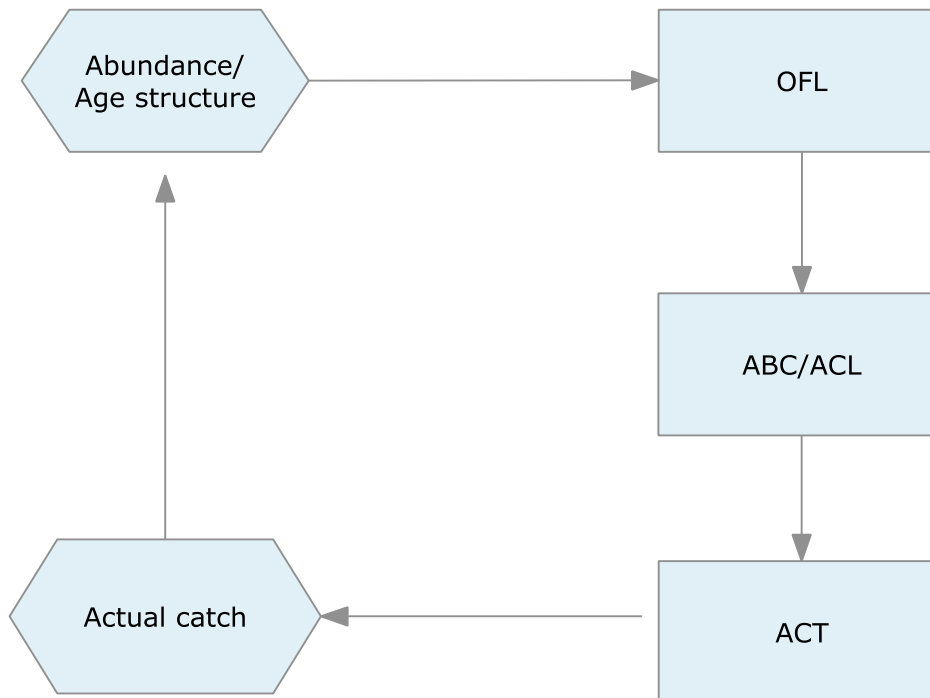 Abundance/
Age structure
OFL
ABC/ACL
Actual catch
ACT